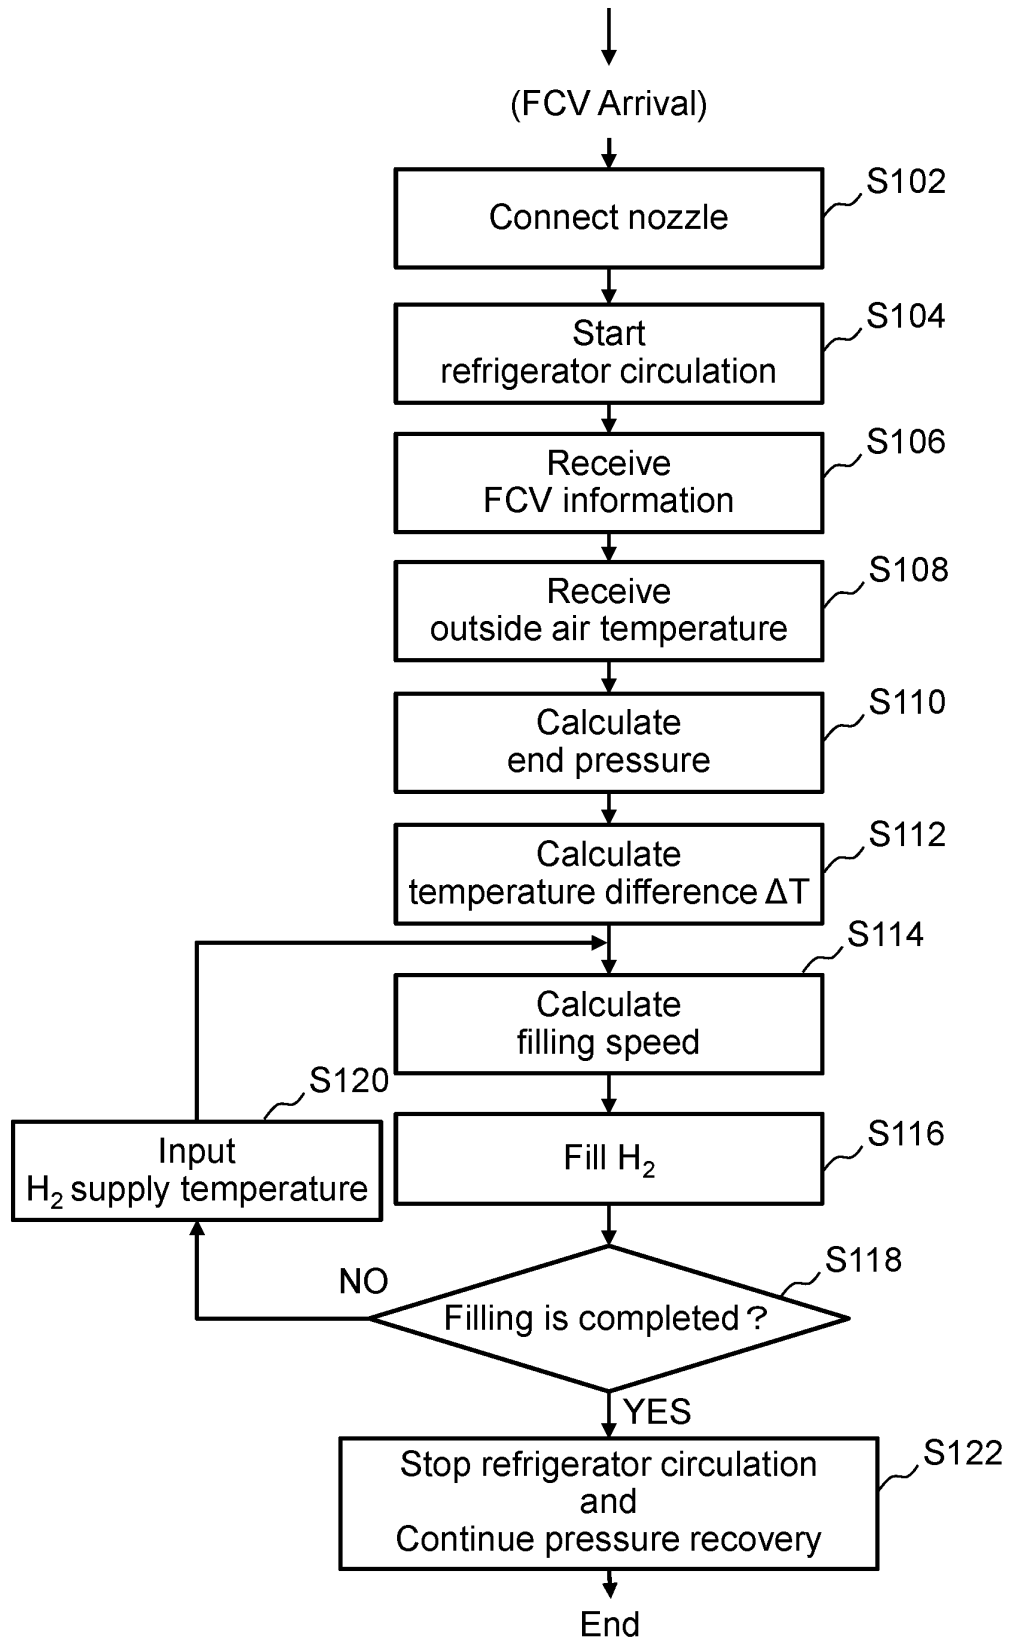 (FCV Arrival)
S102
Connect nozzle
S104
Start
refrigerator circulation
S106
Receive
FCV information
S108
Receive
outside air temperature
S110
Calculate
end pressure
S112
Calculate
temperature difference ΔT
S114
Calculate
filling speed
S120
Input
H₂ supply temperature
S116
Fill H₂
S118
NO
Filling is completed?
YES
S122
Stop refrigerator circulation
and
Continue pressure recovery
End